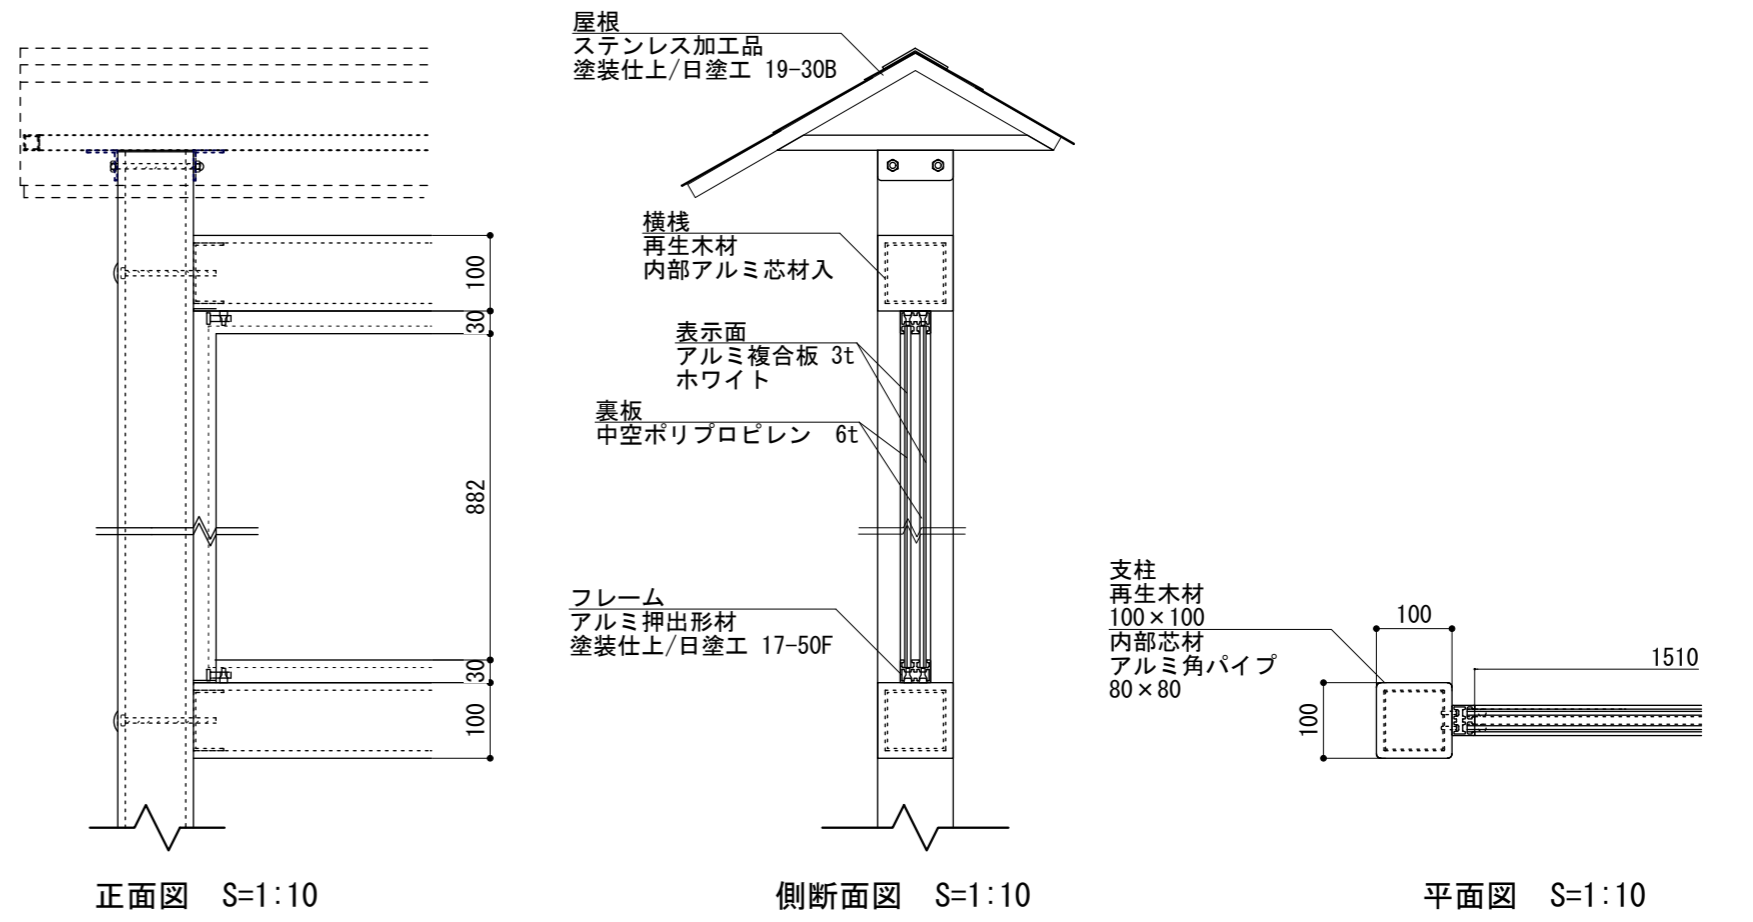 屋根
ステンレス加工品
塗装仕上/日塗工 19-30B
横桟
再生木材
内部アルミ芯材入
表示面
アルミ複合板 3t
ホワイト
裏板
中空ポリプロピレン 6t
フレーム
アルミ押出形材
塗装仕上/日塗工 17-50F
100
30
882
30
100
支柱
再生木材
100×100
内部芯材
アルミ角パイプ
80×80
100
1510
100
正面図 S=1:10
側断面図 S=1:10
平面図 S=1:10